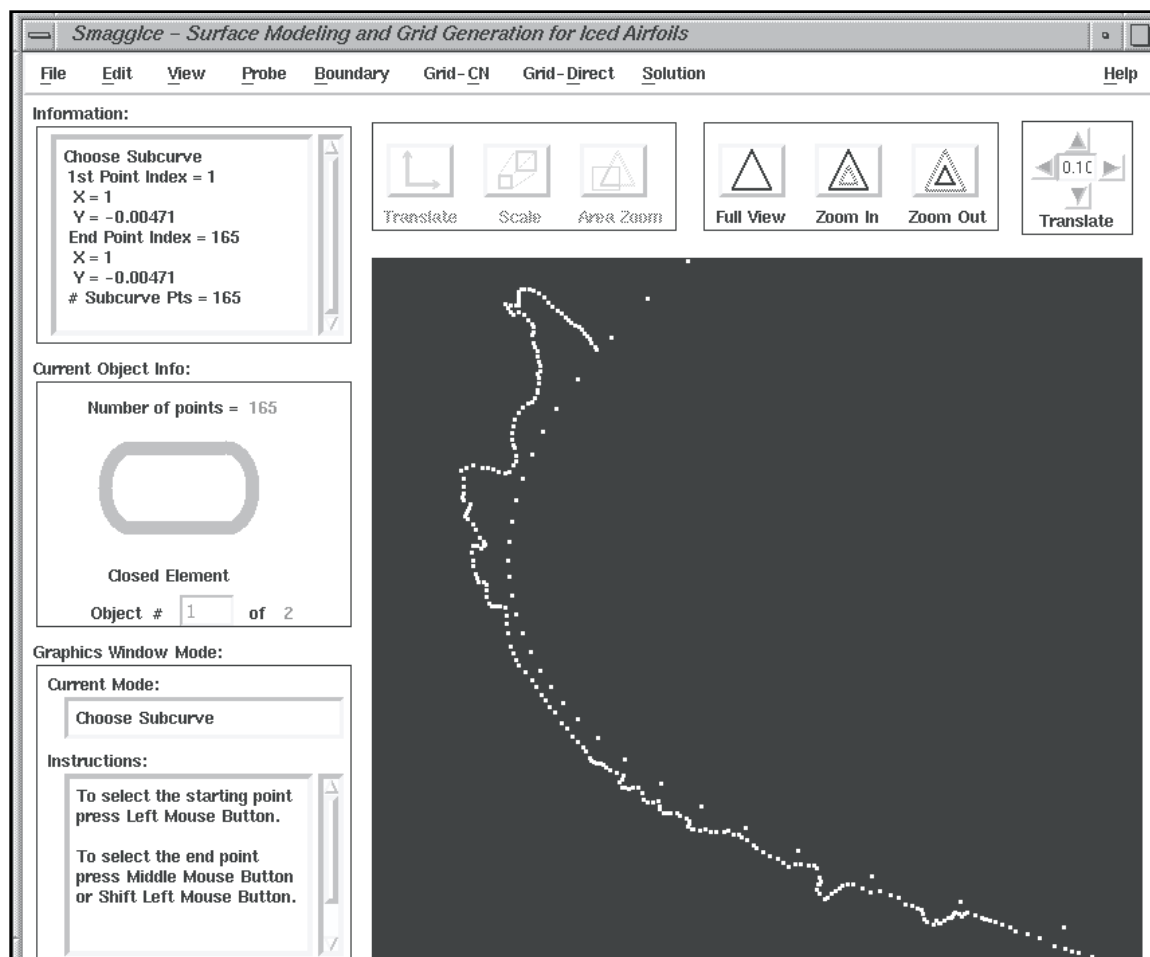 SmaggIce – Surface Modeling and Grid Generation for Iced Airfoils
File Edit View Probe Boundary Grid-CN Grid-Direct Solution Help
Information:
Choose Subcurve
1st Point Index = 1
X = 1
Y = -0.00471
End Point Index = 165
X = 1
Y = -0.00471
# Subcurve Pts = 165
Translate Scale Area Zoom
Full View Zoom In Zoom Out
0.10
Translate
Current Object Info:
Number of points = 165
Closed Element
Object # 1 of 2
Graphics Window Mode:
Current Mode:
Choose Subcurve
Instructions:
To select the starting point
press Left Mouse Button.
To select the end point
press Middle Mouse Button
or Shift Left Mouse Button.